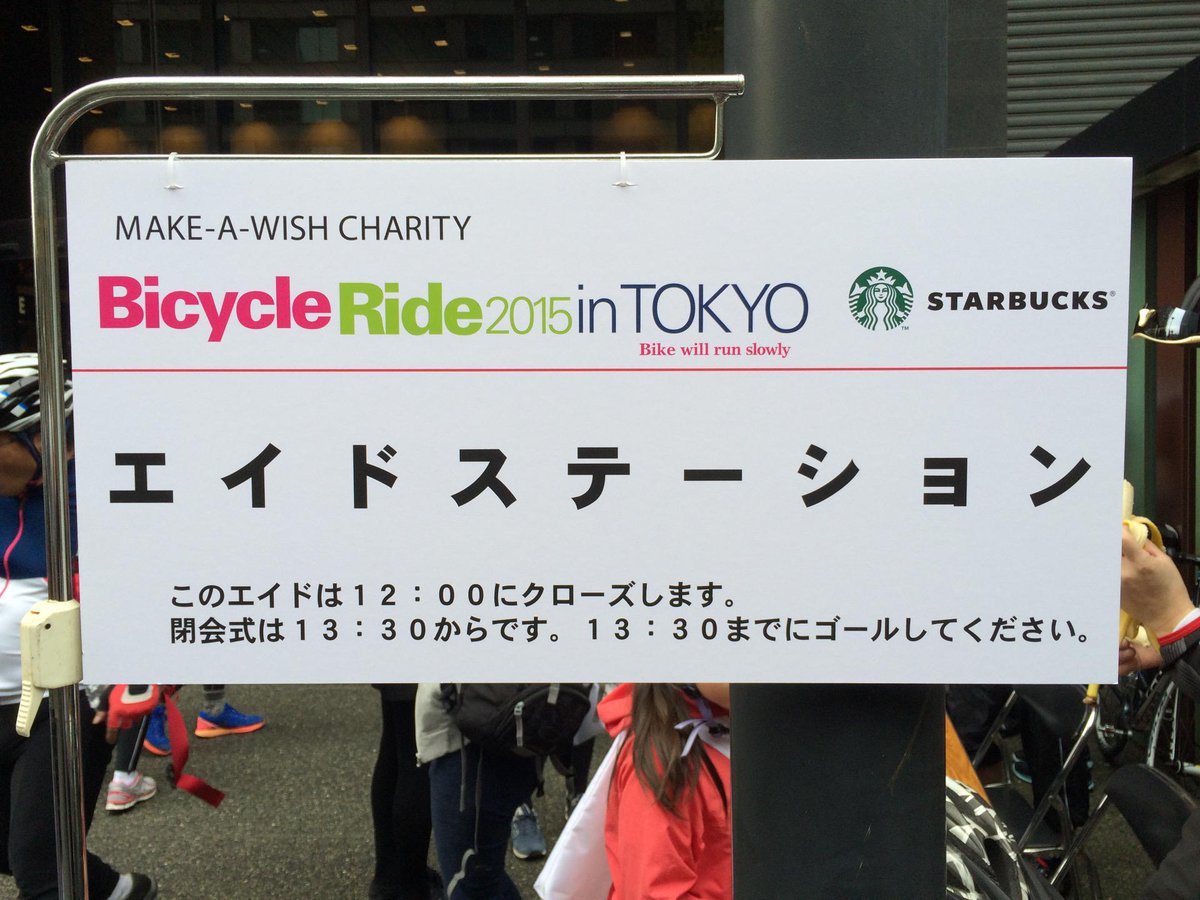 MAKE-A-WISH CHARITY
Bicycle Ride 2015 in TOKYO
Bike will run slowly
STARBUCKS®
エイドステーション
このエイドは12:00にクローズします。
閉会式は13:30からです。13:30までにゴールしてください。